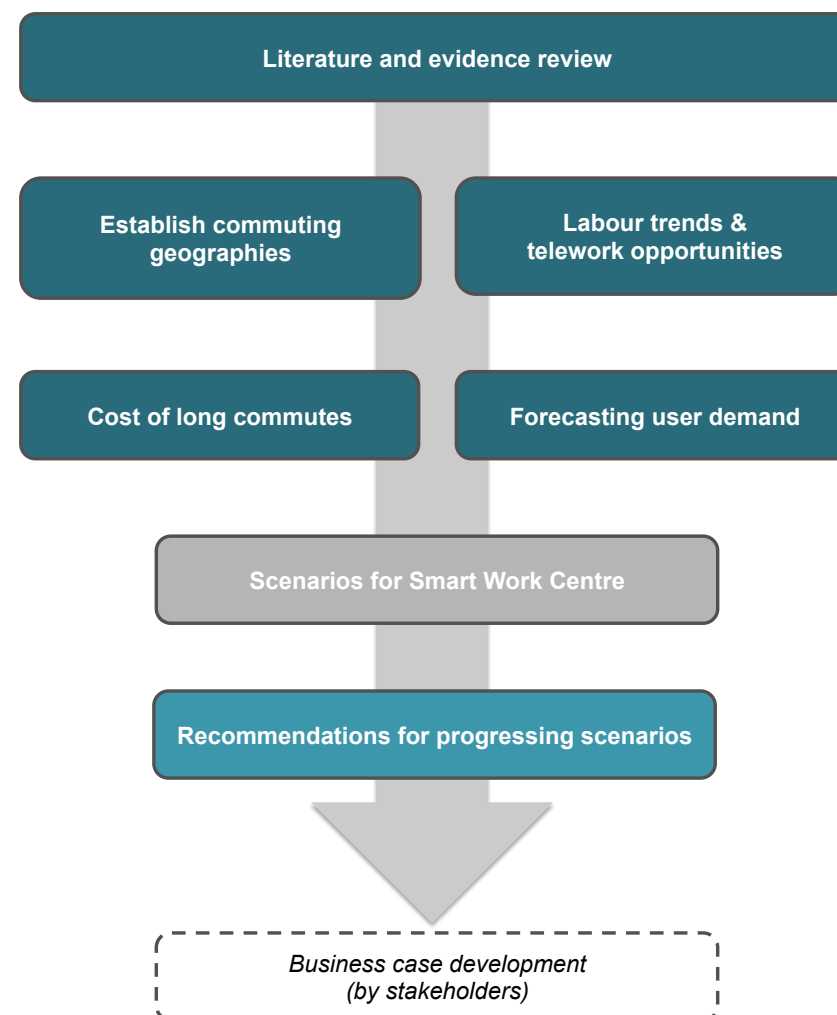 Literature and evidence review
Establish commuting
geographies
Labour trends &
telework opportunities
Cost of long commutes
Forecasting user demand
Scenarios for Smart Work Centre
Recommendations for progressing scenarios
Business case development
(by stakeholders)